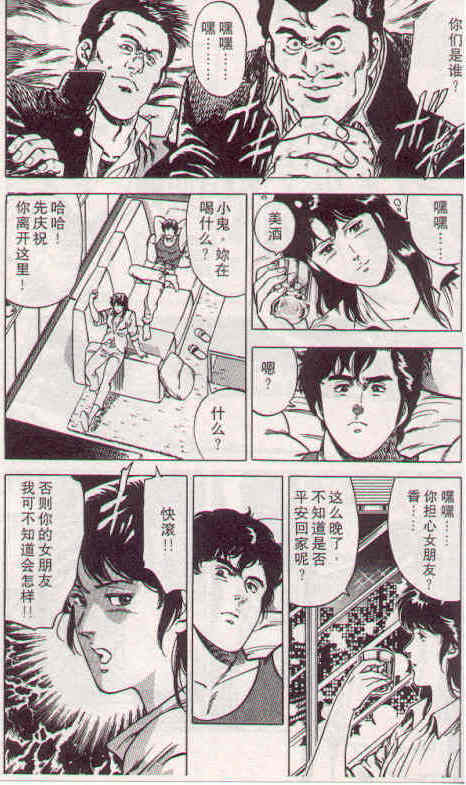 你们是谁？
嘿嘿………
嘿………
嘿嘿……
美酒
小鬼．妳在
喝什么？
哈哈！
先庆祝
你离开这里！
嗯？
什么？
嘿嘿……
你担心女朋友？
香……
这么晚了．
不知道是否
平安回家呢？
快滚!!
否则你的女朋友
我可不知道会怎样!!